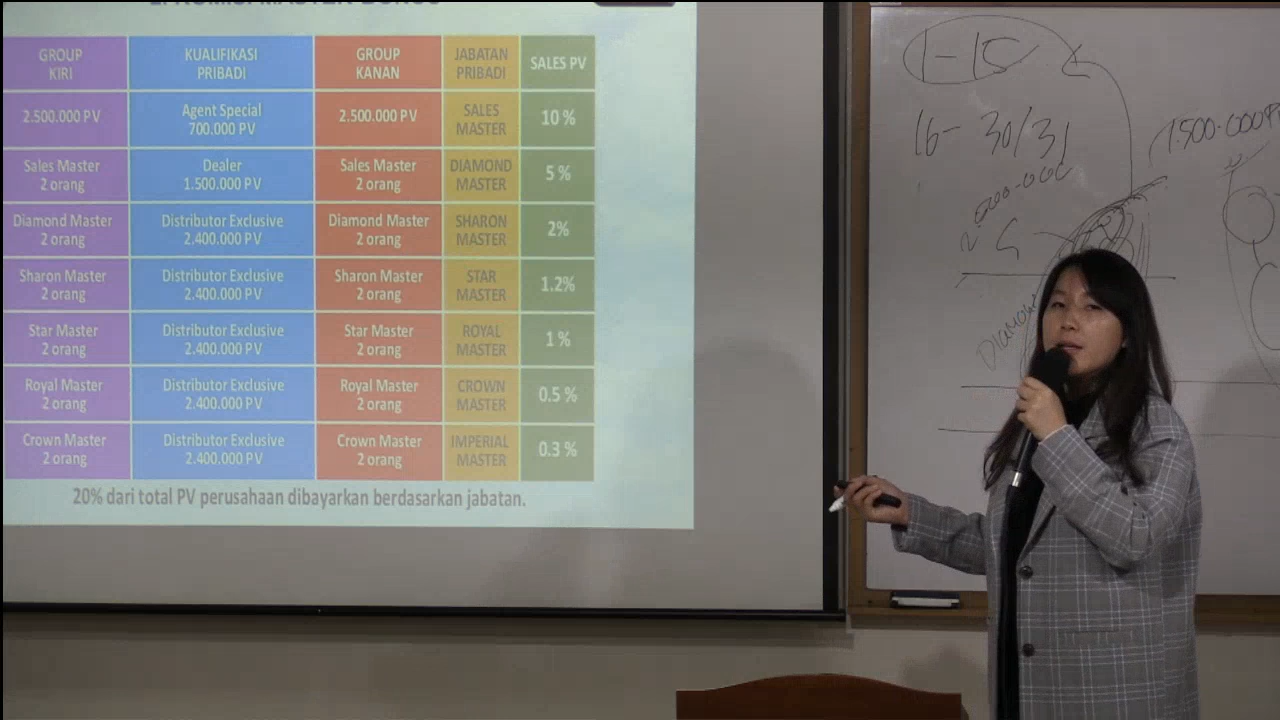 GROUP KUALIFIKASI GROUP JABATAN SALES PV
KIRI PRIBADI KANAN PRIBADI
2.500.000 PV Agent Special 2.500.000 PV SALES 10 %
700.000 PV MASTER
Sales Master Dealer Sales Master DIAMOND 5 %
2 orang 1.500.000 PV 2 orang MASTER
Diamond Master Distributor Exclusive Diamond Master SHARON 2%
2 orang 2.400.000 PV 2 orang MASTER
Sharon Master Distributor Exclusive Sharon Master STAR 1.2%
2 orang 2.400.000 PV 2 orang MASTER
Star Master Distributor Exclusive Star Master ROYAL 1 %
2 orang 2.400.000 PV 2 orang MASTER
Royal Master Distributor Exclusive Royal Master CROWN 0.5 %
2 orang 2.400.000 PV 2 orang MASTER
Crown Master Distributor Exclusive Crown Master IMPERIAL 0.3 %
2 orang 2.400.000 PV 2 orang MASTER
20% dari total PV perusahaan dibayarkan berdasarkan jabatan.
1-15
16- 30/31
1.500.000